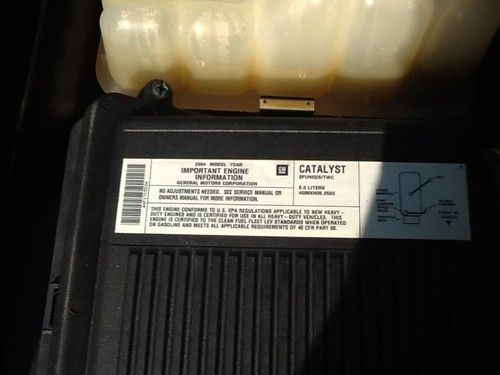 2004 MODEL YEAR
IMPORTANT ENGINE
INFORMATION
GENERAL MOTORS CORPORATION
GM
NO ADJUSTMENTS NEEDED. SEE SERVICE MANUAL OR
OWNERS MANUAL FOR MORE INFORMATION.
THIS ENGINE CONFORMS TO U.S. EPA REGULATIONS APPLICABLE TO NEW HEAVY-
DUTY ENGINES AND IS CERTIFIED FOR USE IN ALL HEAVY-DUTY VEHICLES. THIS
ENGINE IS CERTIFIED TO THE CLEAN FUEL FLEET LEV STANDARDS WHEN OPERATED
ON GASOLINE AND MEETS ALL APPLICABLE REQUIREMENTS OF 40 CFR PART 88.
CATALYST
6.0 LITERS